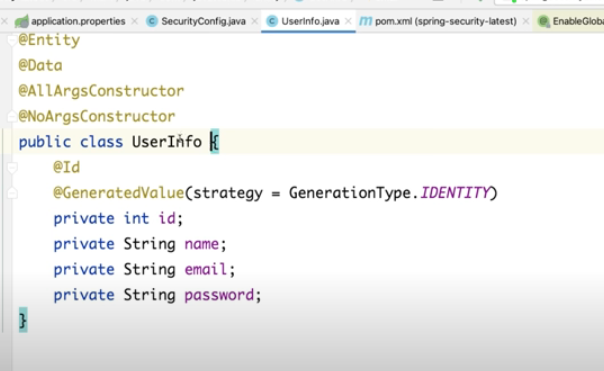 application.properties SecurityConfig.java UserInfo.java pom.xml (spring-security-latest) EnableGloba
@Entity
@Data
@AllArgsConstructor
@NoArgsConstructor
public class UserInfo {
@Id
@GeneratedValue(strategy = GenerationType.IDENTITY)
private int id;
private String name;
private String email;
private String password;
}